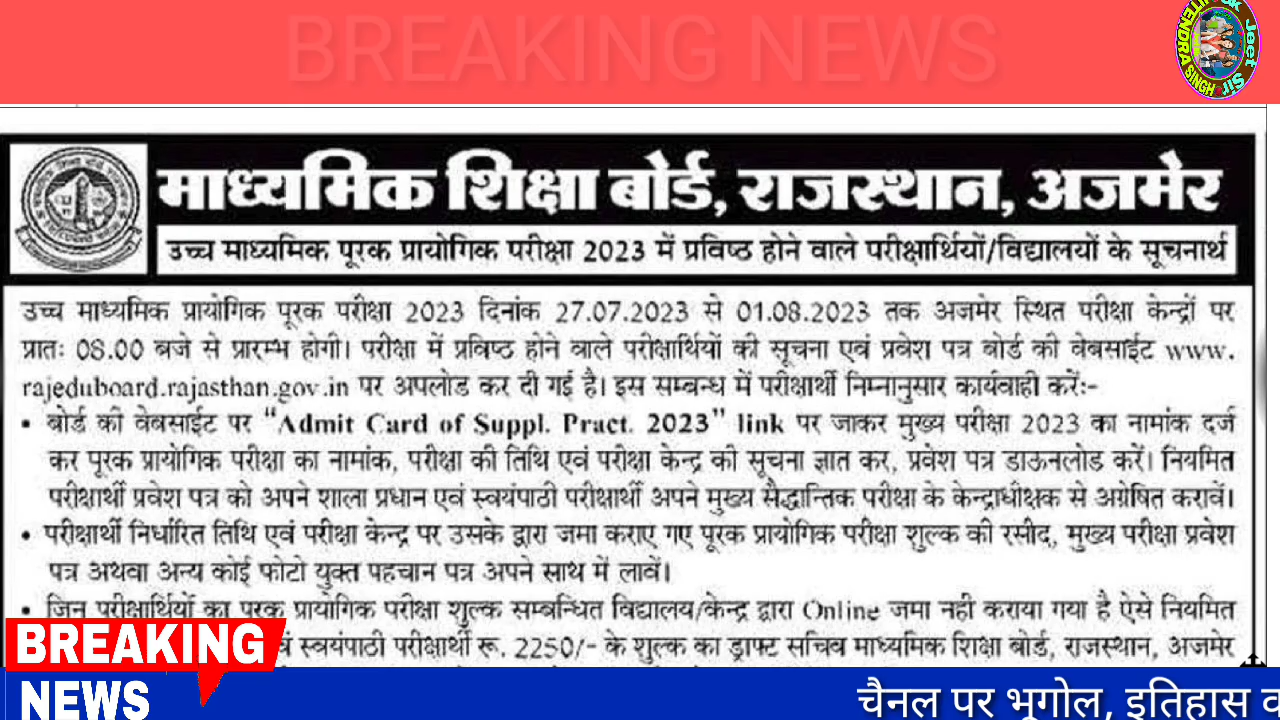 BREAKING NEWS
JITENDRA SINGH Jeet Sir
माध्यमिक शिक्षा बोर्ड, राजस्थान, अजमेर
उच्च माध्यमिक पूरक प्रायोगिक परीक्षा 2023 में प्रविष्ठ होने वाले परीक्षार्थियों/विद्यालयों के सूचनार्थ
उच्च माध्यमिक प्रायोगिक पूरक परीक्षा 2023 दिनांक 27.07.2023 से 01.08.2023 तक अजमेर स्थित परीक्षा केन्द्रों पर
प्रातः 08.00 बजे से प्रारम्भ होगी। परीक्षा में प्रविष्ठ होने वाले परीक्षार्थियों की सूचना एवं प्रवेश पत्र बोर्ड की वेबसाईट www.
rajeduboard.rajasthan.gov.in पर अपलोड कर दी गई है। इस सम्बन्ध में परीक्षार्थी निम्नानुसार कार्यवाही करेंः-
• बोर्ड की वेबसाईट पर “Admit Card of Suppl. Pract. 2023” link पर जाकर मुख्य परीक्षा 2023 का नामांक दर्ज
कर पूरक प्रायोगिक परीक्षा का नामांक, परीक्षा की तिथि एवं परीक्षा केन्द्र की सूचना ज्ञात कर, प्रवेश पत्र डाऊनलोड करें। नियमित
परीक्षार्थी प्रवेश पत्र को अपने शाला प्रधान एवं स्वयंपाठी परीक्षार्थी अपने मुख्य सैद्धान्तिक परीक्षा के केन्द्राधीक्षक से अग्रेषित करावें।
• परीक्षार्थी निर्धारित तिथि एवं परीक्षा केन्द्र पर उसके द्वारा जमा कराए गए पूरक प्रायोगिक परीक्षा शुल्क की रसीद, मुख्य परीक्षा प्रवेश
पत्र अथवा अन्य कोई फोटो युक्त पहचान पत्र अपने साथ में लावें।
• जिन परीक्षार्थियों का पूरक प्रायोगिक परीक्षा शुल्क सम्बन्धित विद्यालय/केन्द्र द्वारा Online जमा नही कराया गया है ऐसे नियमित
स्वयंपाठी परीक्षार्थी रू. 2250/- के शुल्क का ड्राफ्ट सचिव माध्यमिक शिक्षा बोर्ड, राजस्थान, अजमेर
BREAKING
NEWS
चैनल पर भूगोल, इतिहास